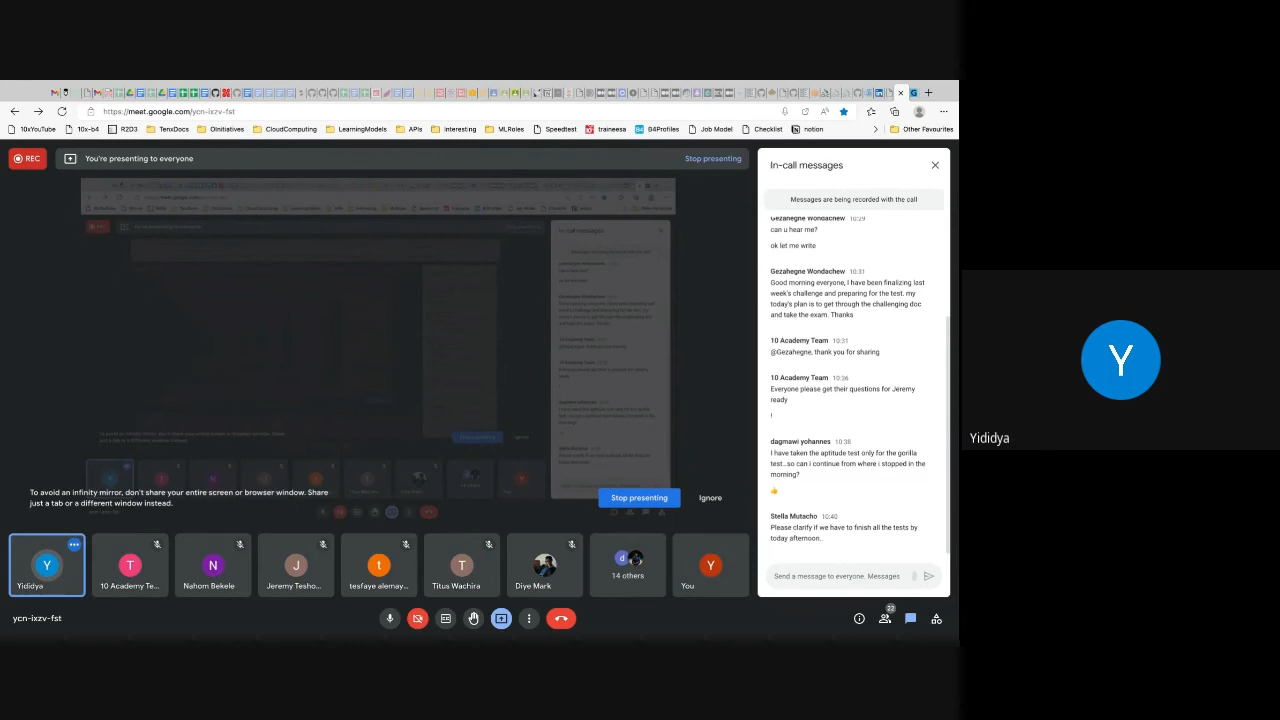 https://meet.google.com/ycn-ixzv-fst
10xYouTube
10x-b4
R2D3
TenxDocs
OInitiatives
CloudComputing
LearningModels
APIs
Interesting
MLRoles
Speedtest
traineesa
B4Profiles
Job Model
Checklist
notion
Other Favourites
REC
You're presenting to everyone
Stop presenting
In-call messages
Messages are being recorded with the call
Gezahegne Wondachew 10:29
can u hear me?
ok let me write
Gezahegne Wondachew 10:31
Good morning everyone, I have been finalizing last
week's challenge and preparing for the test. my
today's plan is to get through the challenging doc
and take the exam. Thanks
10 Academy Team 10:31
@Gezahegne, thank you for sharing
10 Academy Team 10:36
Everyone please get their questions for Jeremy
ready
!
dagmawi yohannes 10:38
I have taken the aptitude test only for the gorilla
test..so can i continue from where i stopped in the
morning?
👍
Stella Mutacho 10:40
Please clarify if we have to finish all the tests by
today afternoon..
Send a message to everyone. Messages
To avoid an infinity mirror, don't share your entire screen or browser window. Share
just a tab or a different window instead.
Stop presenting
Ignore
Y
Yididya
T
10 Academy Te...
N
Nahom Bekele
J
Jeremy Tesho...
t
tesfaye alemay...
T
Titus Wachira
Diye Mark
d
14 others
Y
You
ycn-ixzv-fst
22
Y
Yididya